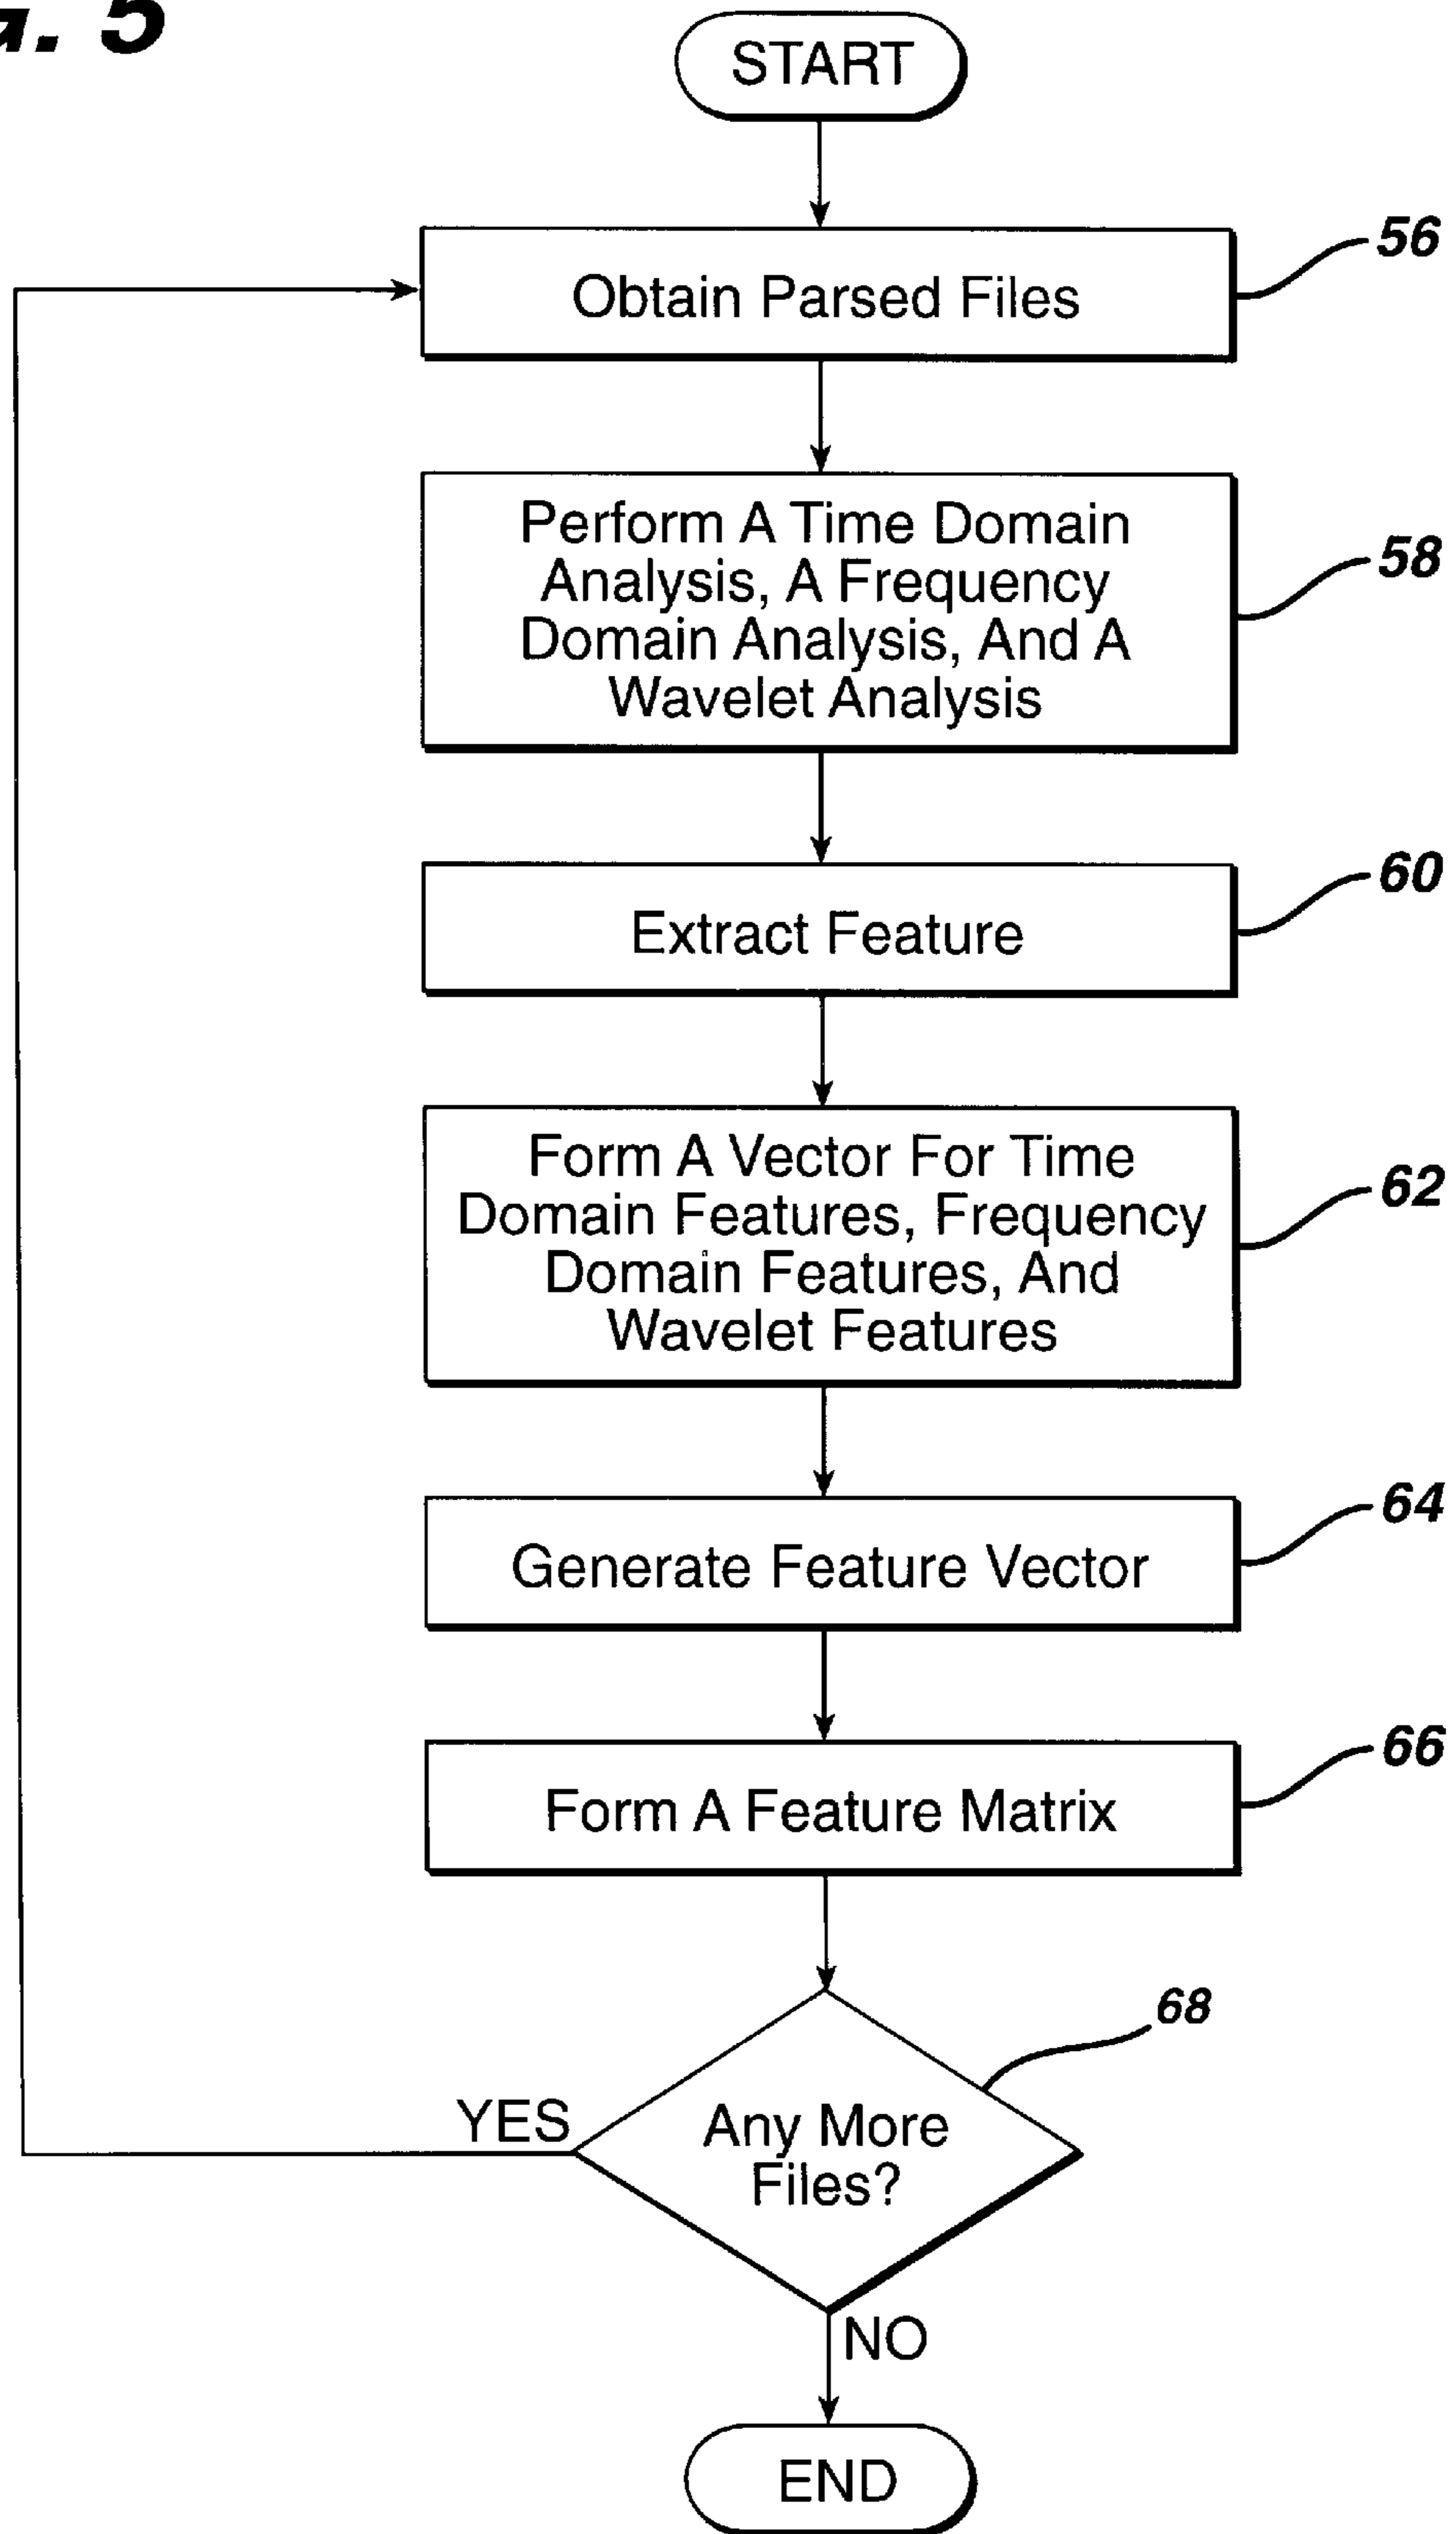 5
START
56
Obtain Parsed Files
Perform A Time Domain
Analysis, A Frequency
Domain Analysis, And A
Wavelet Analysis
58
60
Extract Feature
Form A Vector For Time
Domain Features, Frequency
Domain Features, And
Wavelet Features
62
64
Generate Feature Vector
66
Form A Feature Matrix
68
YES
Any More
Files?
NO
END